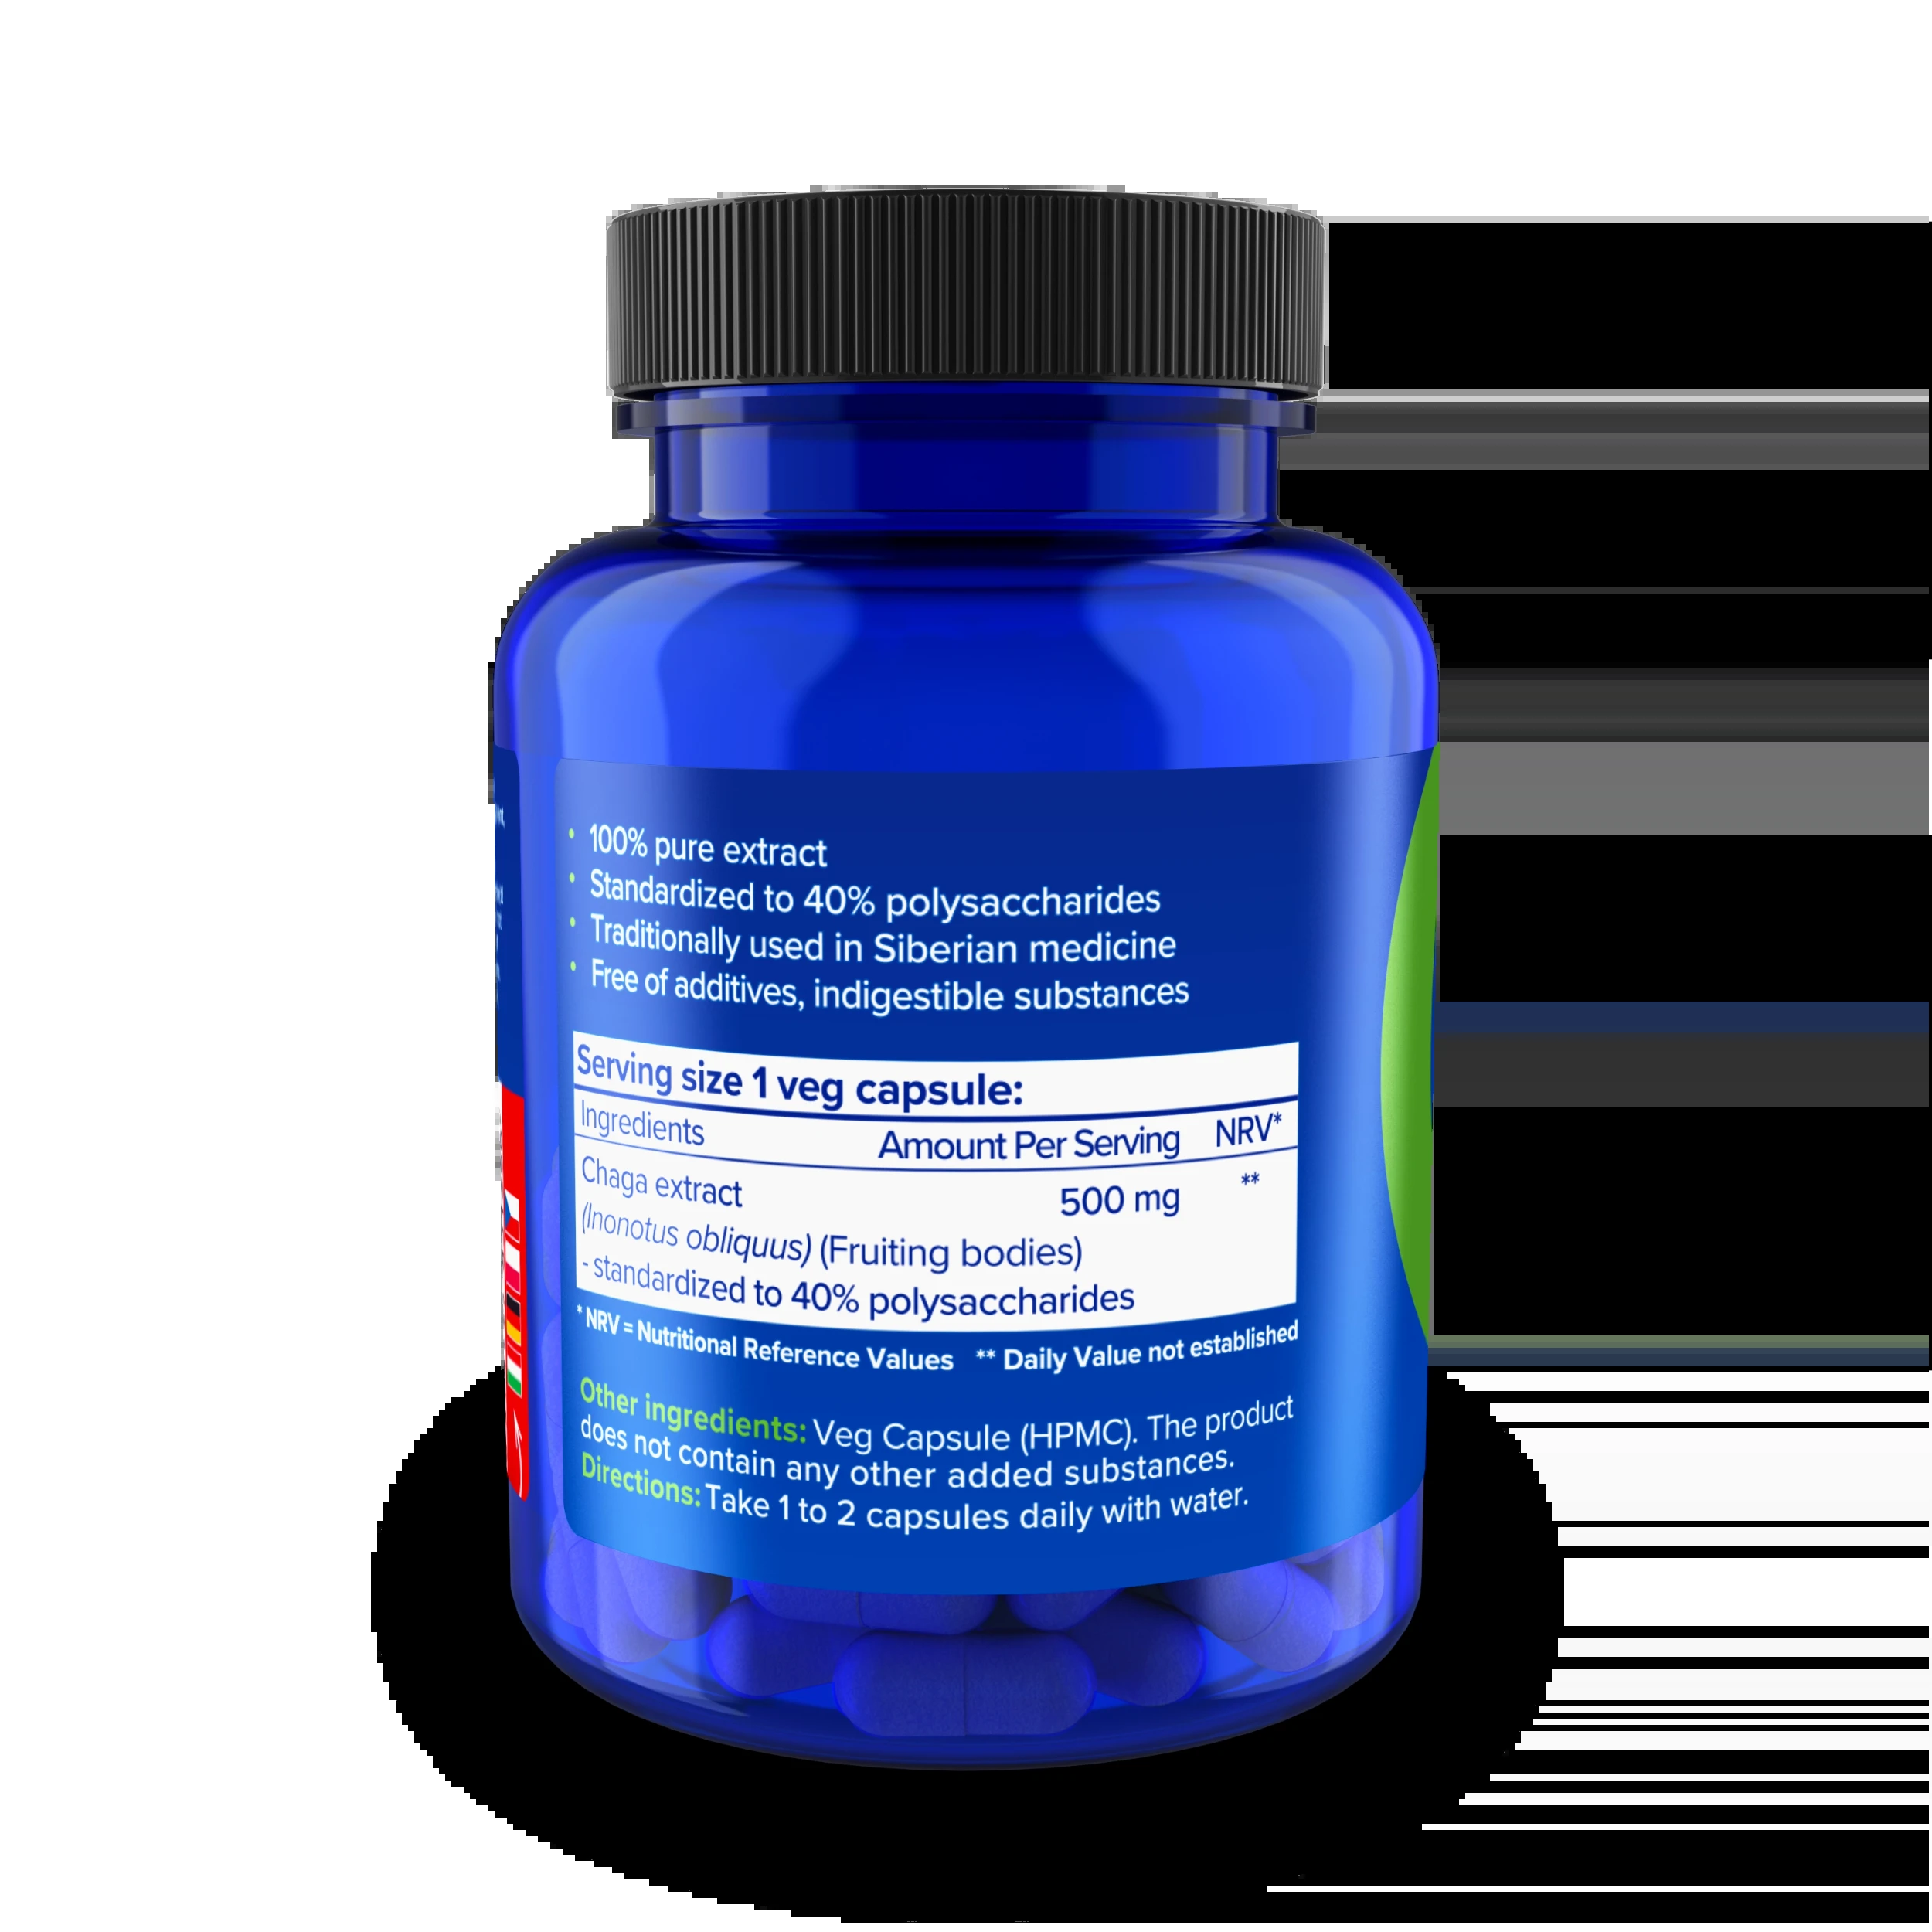 • 100% pure extract
• Standardized to 40% polysaccharides
• Traditionally used in Siberian medicine
• Free of additives, indigestible substances
Serving size 1 veg capsule:
Ingredients Amount Per Serving NRV*
Chaga extract 500 mg **
(Inonotus obliquus) (Fruiting bodies)
- standardized to 40% polysaccharides
* NRV = Nutritional Reference Values ** Daily Value not established
Other ingredients: Veg Capsule (HPMC). The product
does not contain any other added substances.
Directions: Take 1 to 2 capsules daily with water.